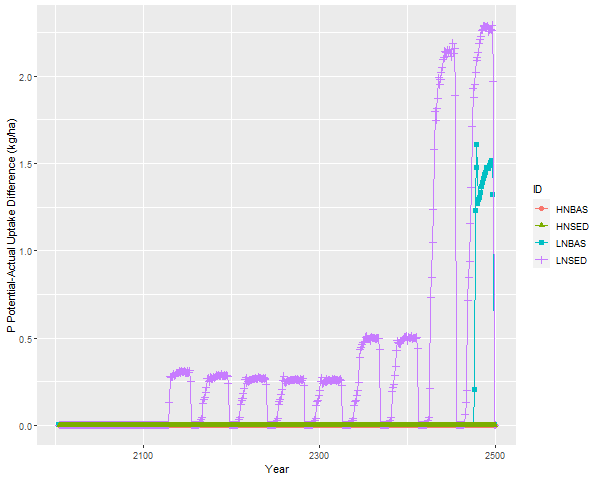 P Potential-Actual Uptake Difference (kg/ha)
2.0
1.5
1.0
0.5
0.0
2100
2300
2500
Year
ID
HNBAS
HNSED
LNBAS
LNSED